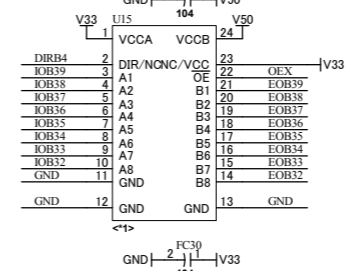 GND 2 1 V50
104
V33 U15 V50
1 VCCA VCCB 24
DIRB4 2 DIR/NC NC/VCC 23 V33
IOB39 3 A1 OE 22 OEX
IOB38 4 A2 B1 21 EOB39
IOB37 5 A3 B2 20 EOB38
IOB36 6 A4 B3 19 EOB37
IOB35 7 A5 B4 18 EOB36
IOB34 8 A6 B5 17 EOB35
IOB33 9 A7 B6 16 EOB34
IOB32 10 A8 B7 15 EOB33
GND 11 GND B8 14 EOB32
GND 12 GND GND 13 GND
<*1>
FC30
GND 2 1 V33